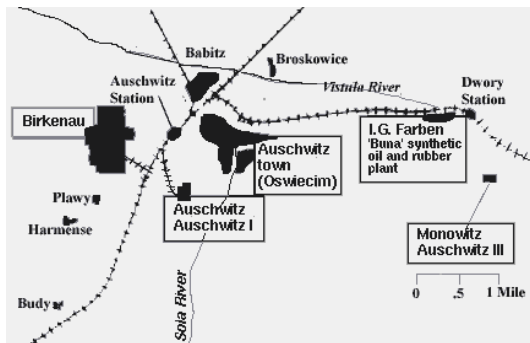 Babitz
Broskowice
Auschwitz
Station
Vistula River
Dwory
Station
Birkenau
I.G. Farben
'Buna' synthetic
oil and rubber
plant
Auschwitz
town
(Oswiecim)
Plawy
Auschwitz
Auschwitz I
Harmense
Monowitz
Auschwitz III
Sola River
Budy
0 .5 1 Mile